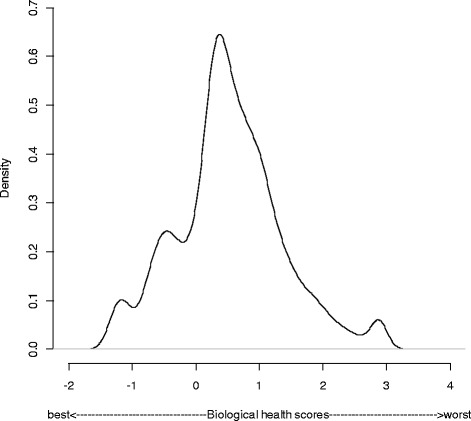 0.7
0.6
0.5
0.4
0.3
0.2
0.1
0.0
Density
-2 -1 0 1 2 3 4
best<-----------------------------Biological health scores------------------------->worst